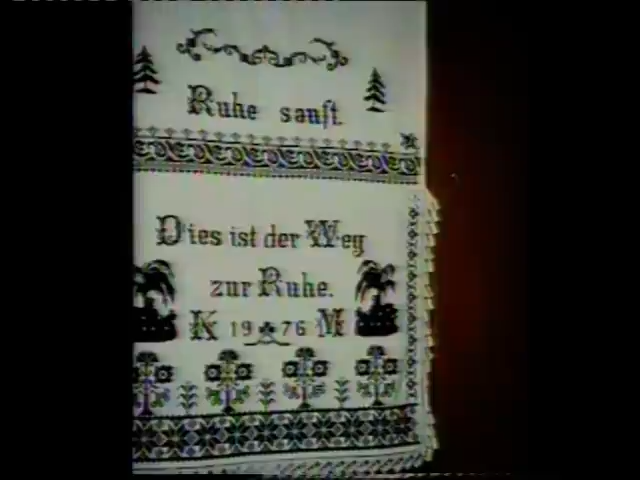 Ruhe sanft.
Dies ist der Weg
zur Ruhe.
K 1976 M